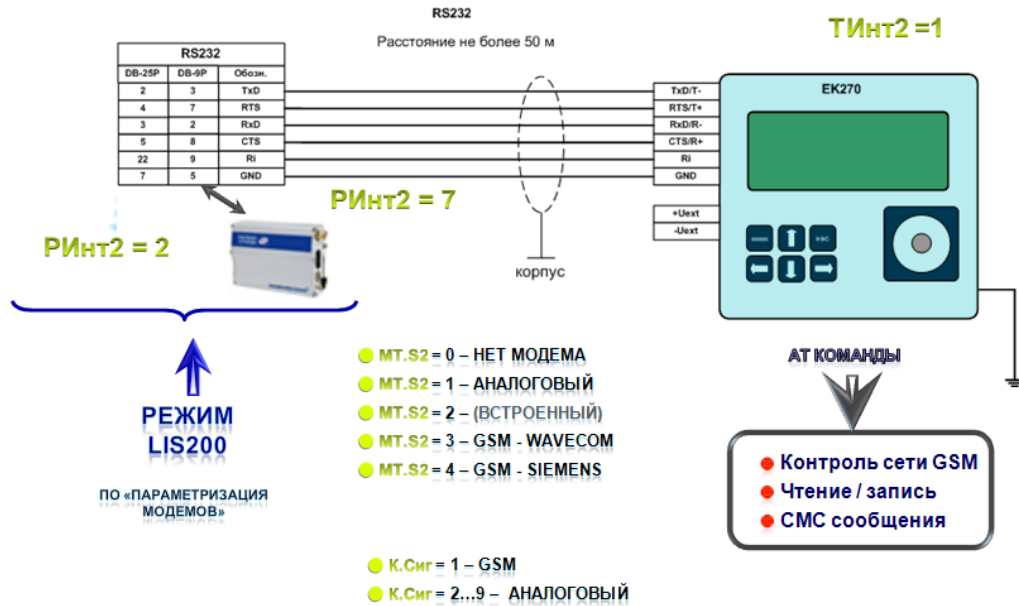 RS232
ТИнт2 =1
Расстояние не более 50 м
RS232
DB-25P DB-9P Обозн.
2 3 TxD
4 7 RTS
3 2 RxD
5 8 CTS
22 9 Ri
7 5 GND
TxD/T-
RTS/T+
RxD/R-
CTS/R+
Ri
GND
+Uext
-Uext
EK270
ESC
РИнт2 = 7
РИнт2 = 2
корпус
РЕЖИМ
LIS200
ПО «ПАРАМЕТРИЗАЦИЯ
МОДЕМОВ»
МТ.S2 = 0 – НЕТ МОДЕМА
МТ.S2 = 1 – АНАЛОГОВЫЙ
МТ.S2 = 2 – (ВСТРОЕННЫЙ)
МТ.S2 = 3 – GSM - WAVECOM
МТ.S2 = 4 – GSM - SIEMENS
К.Сиг = 1 – GSM
К.Сиг = 2...9 – АНАЛОГОВЫЙ
АТ КОМАНДЫ
Контроль сети GSM
Чтение / запись
СМС сообщения